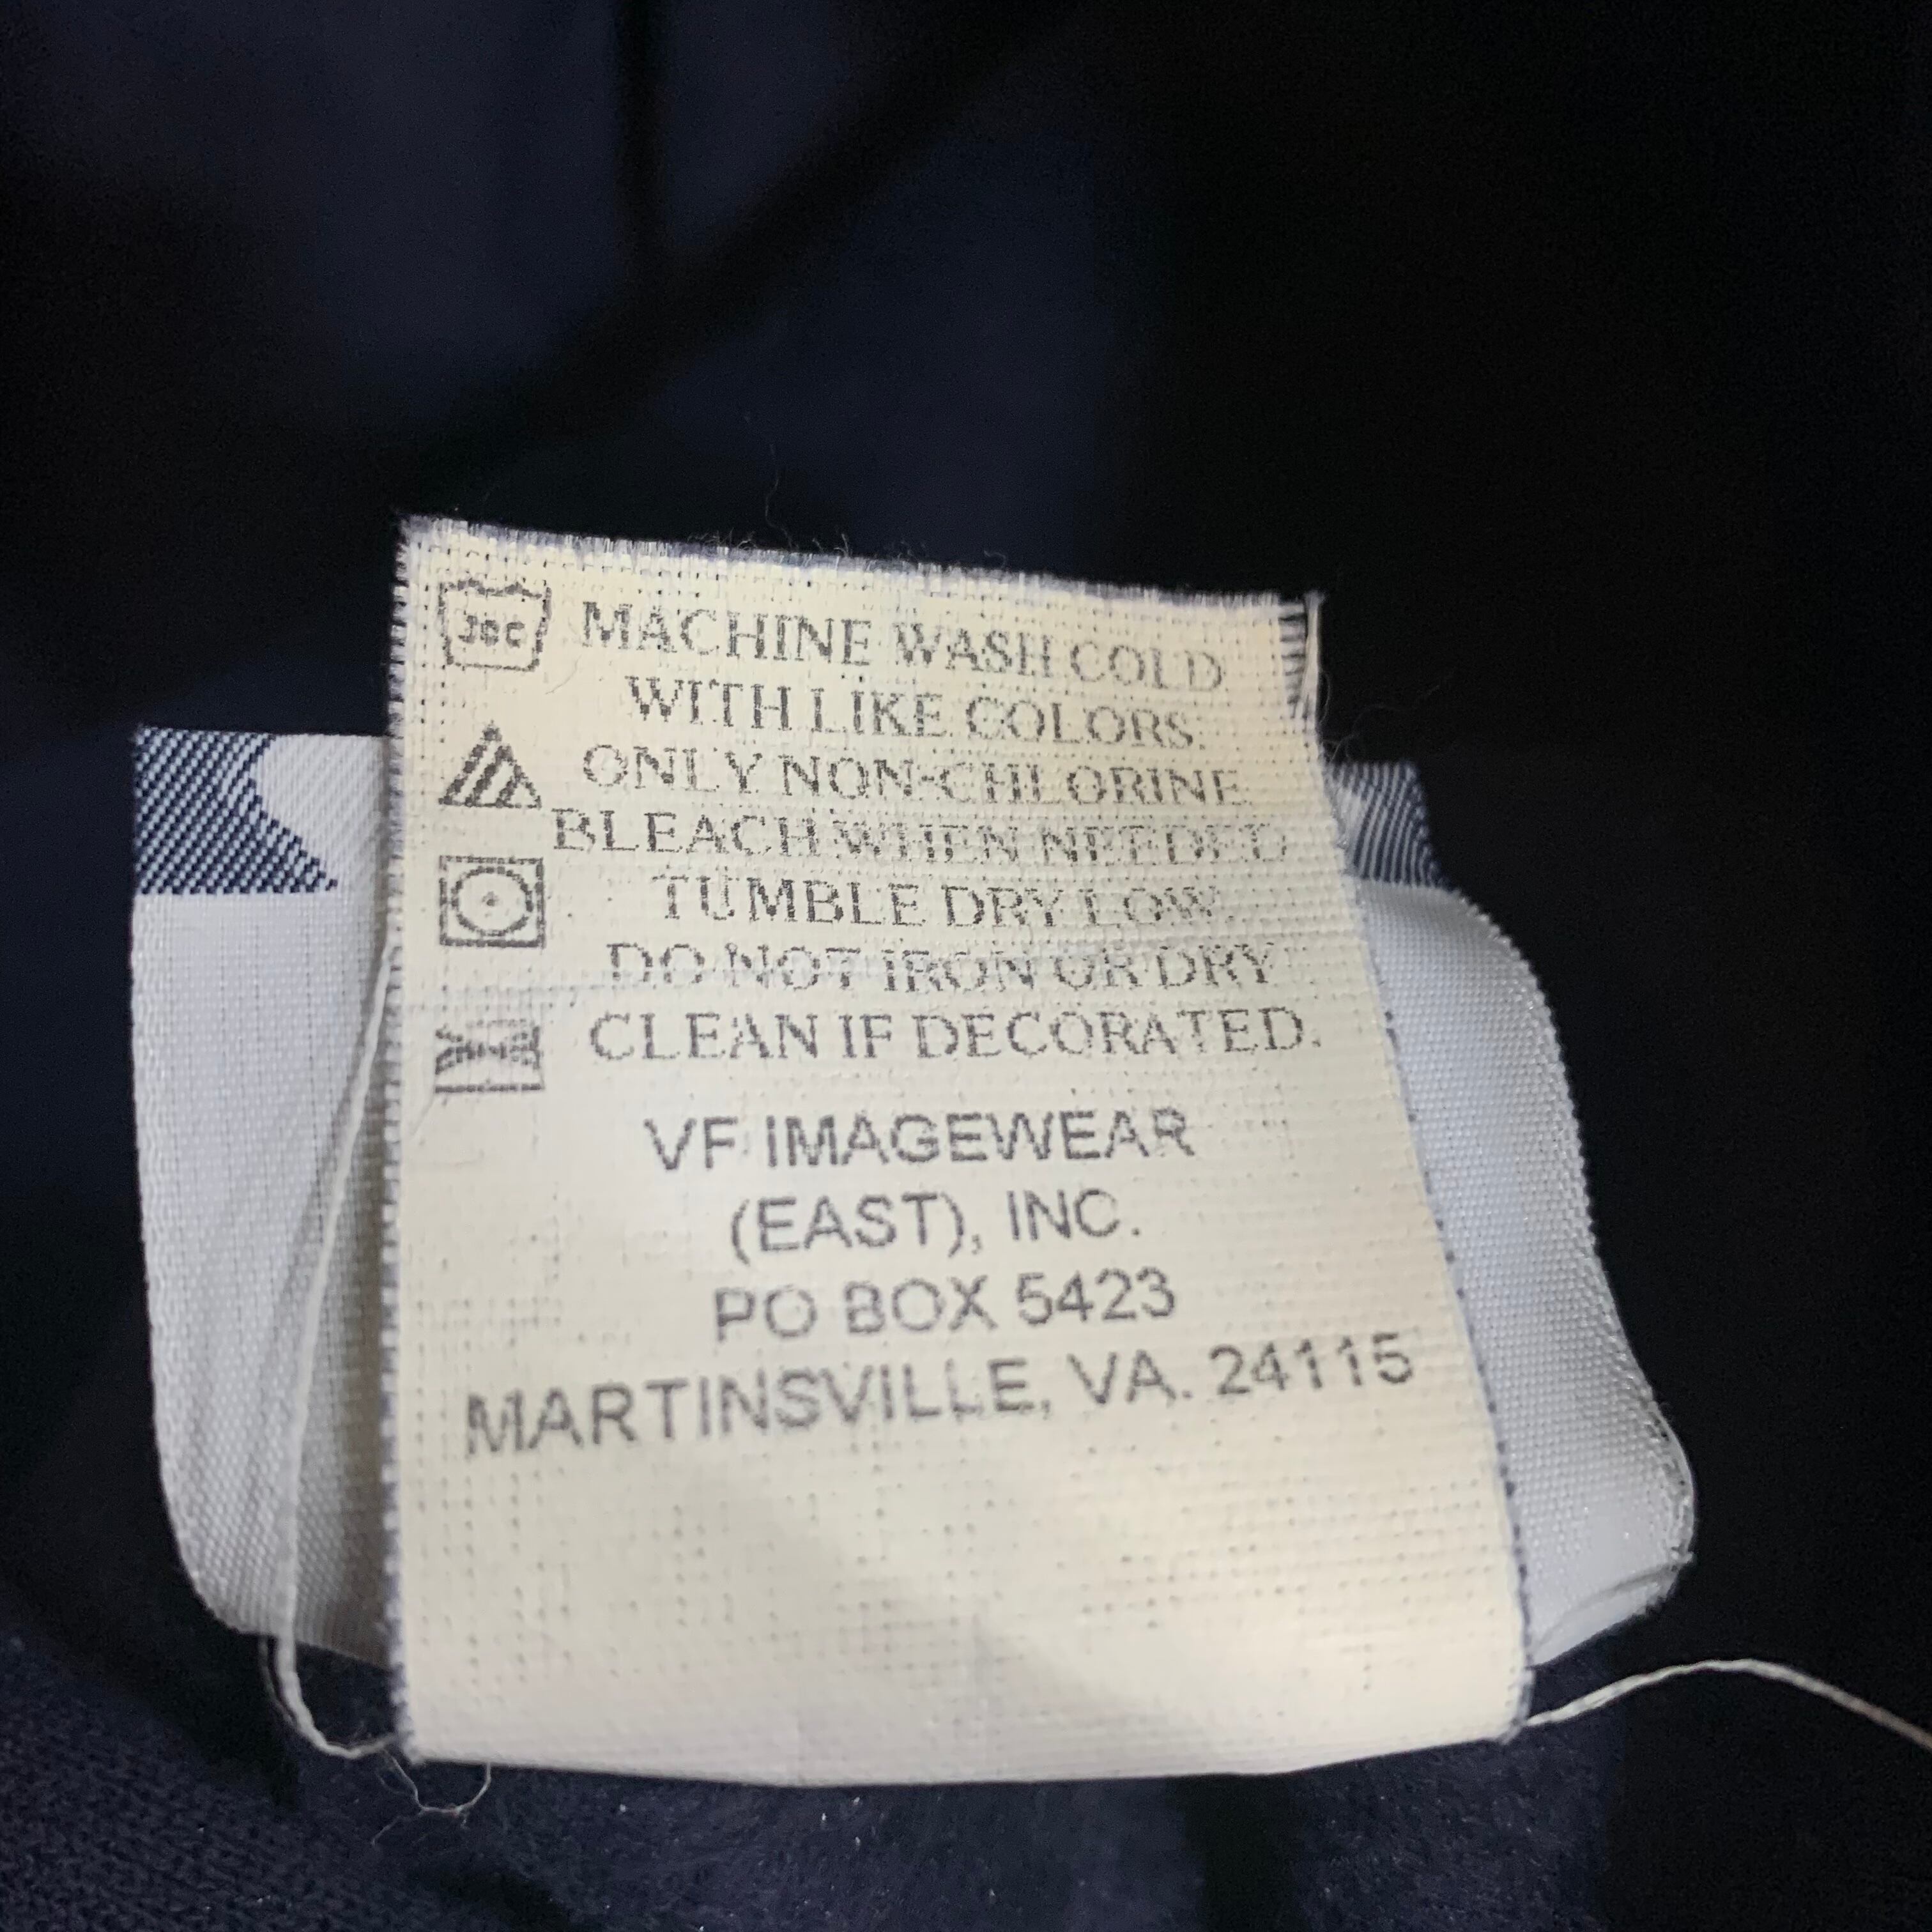 30C MACHINE WASH COLD
WITH LIKE COLORS.
ONLY NON-CHLORINE
BLEACH WHEN NEEDED
TUMBLE DRY LOW.
DO NOT IRON OR DRY
CLEAN IF DECORATED.
VF IMAGEWEAR
(EAST), INC.
PO BOX 5423
MARTINSVILLE, VA. 24115